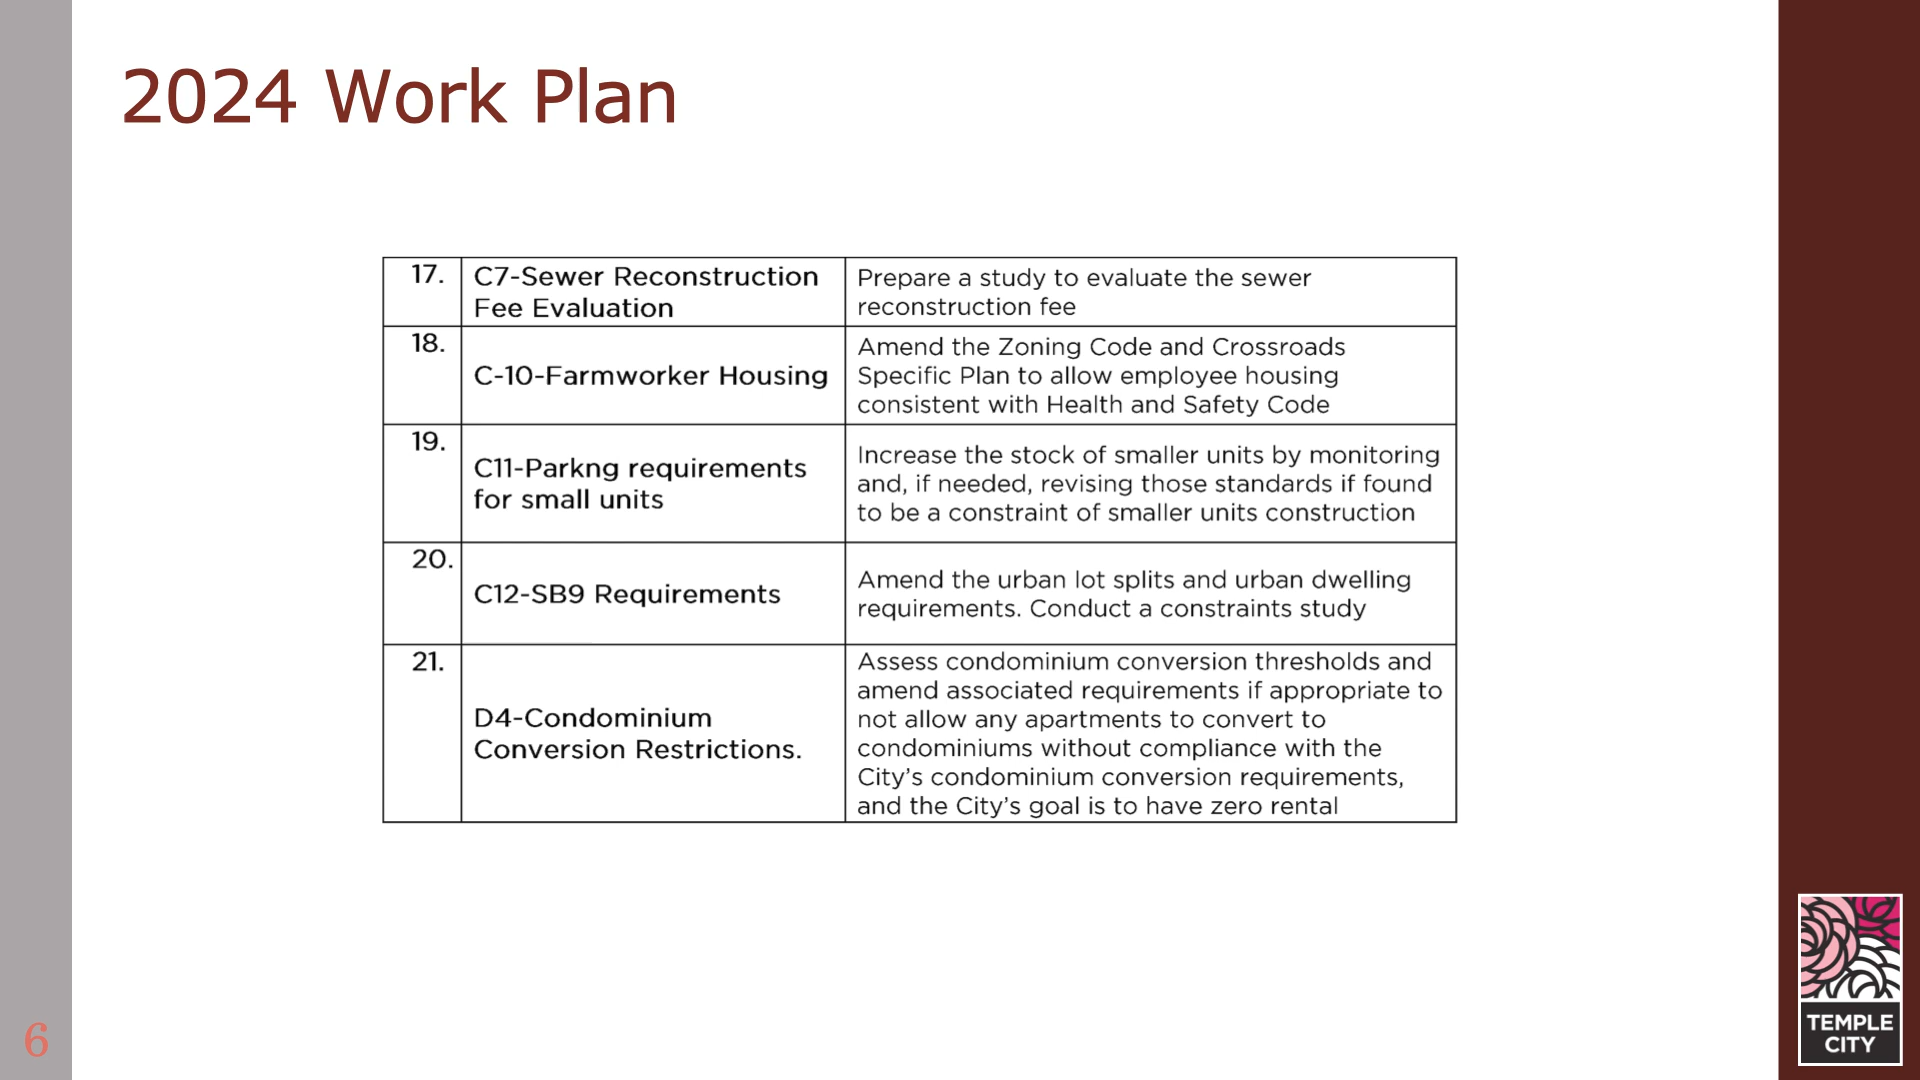 2024 Work Plan
17.
C7-Sewer Reconstruction
Fee Evaluation
Prepare a study to evaluate the sewer
reconstruction fee
18.
C-10-Farmworker Housing
Amend the Zoning Code and Crossroads
Specific Plan to allow employee housing
consistent with Health and Safety Code
19.
C11-Parkng requirements
for small units
Increase the stock of smaller units by monitoring
and, if needed, revising those standards if found
to be a constraint of smaller units construction
20.
C12-SB9 Requirements
Amend the urban lot splits and urban dwelling
requirements. Conduct a constraints study
21.
D4-Condominium
Conversion Restrictions.
Assess condominium conversion thresholds and
amend associated requirements if appropriate to
not allow any apartments to convert to
condominiums without compliance with the
City’s condominium conversion requirements,
and the City’s goal is to have zero rental
6
TEMPLE
CITY